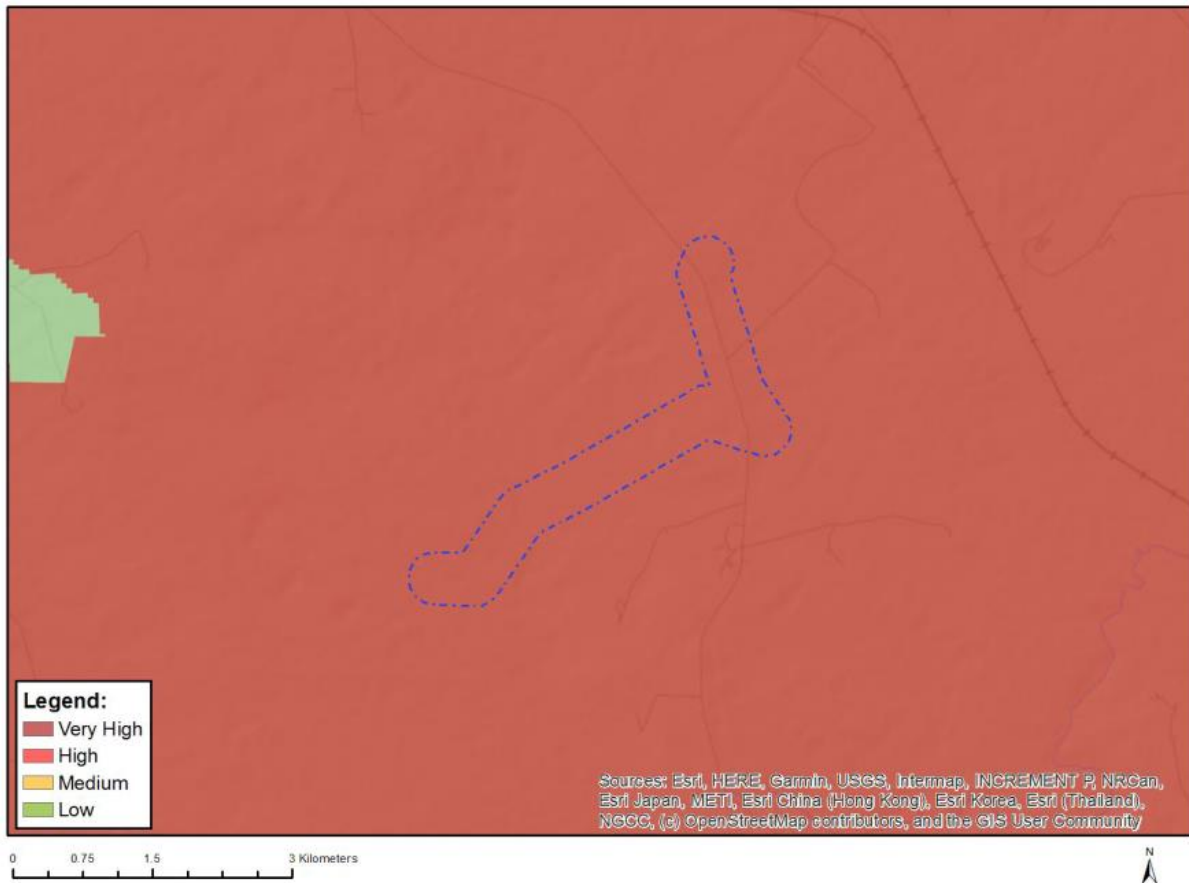 Legend:
Very High
High
Medium
Low
Sources: Esri, HERE, Garmin, USGS, Intermap, INCREMENT P, NRCan,
Esri Japan, METI, Esri China (Hong Kong), Esri Korea, Esri (Thailand),
NGCC, (c) OpenStreetMap contributors, and the GIS User Community
0 0.75 1.5 3 Kilometers
N